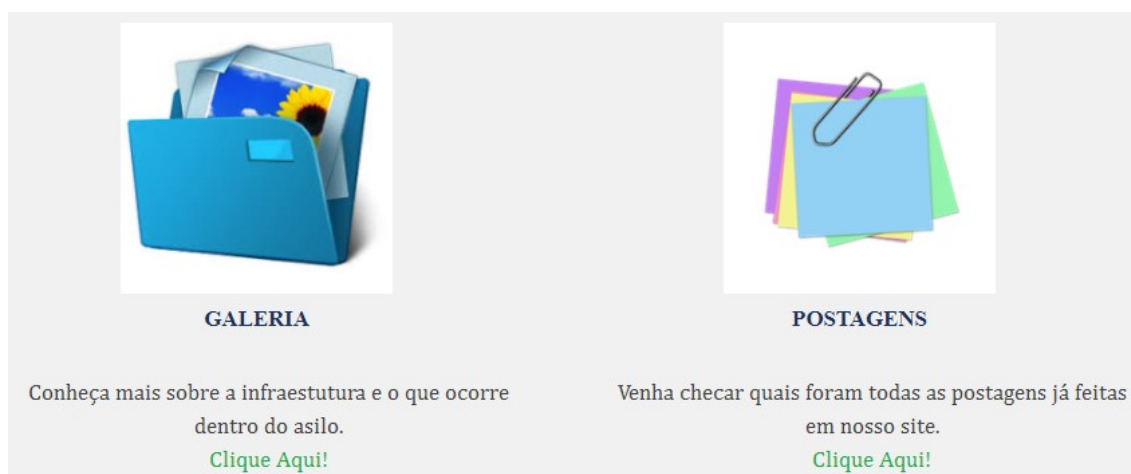 GALERIA
Conheça mais sobre a infraestutura e o que ocorre
dentro do asilo.
Clique Aqui!
POSTAGENS
Venha checar quais foram todas as postagens já feitas
em nosso site.
Clique Aqui!